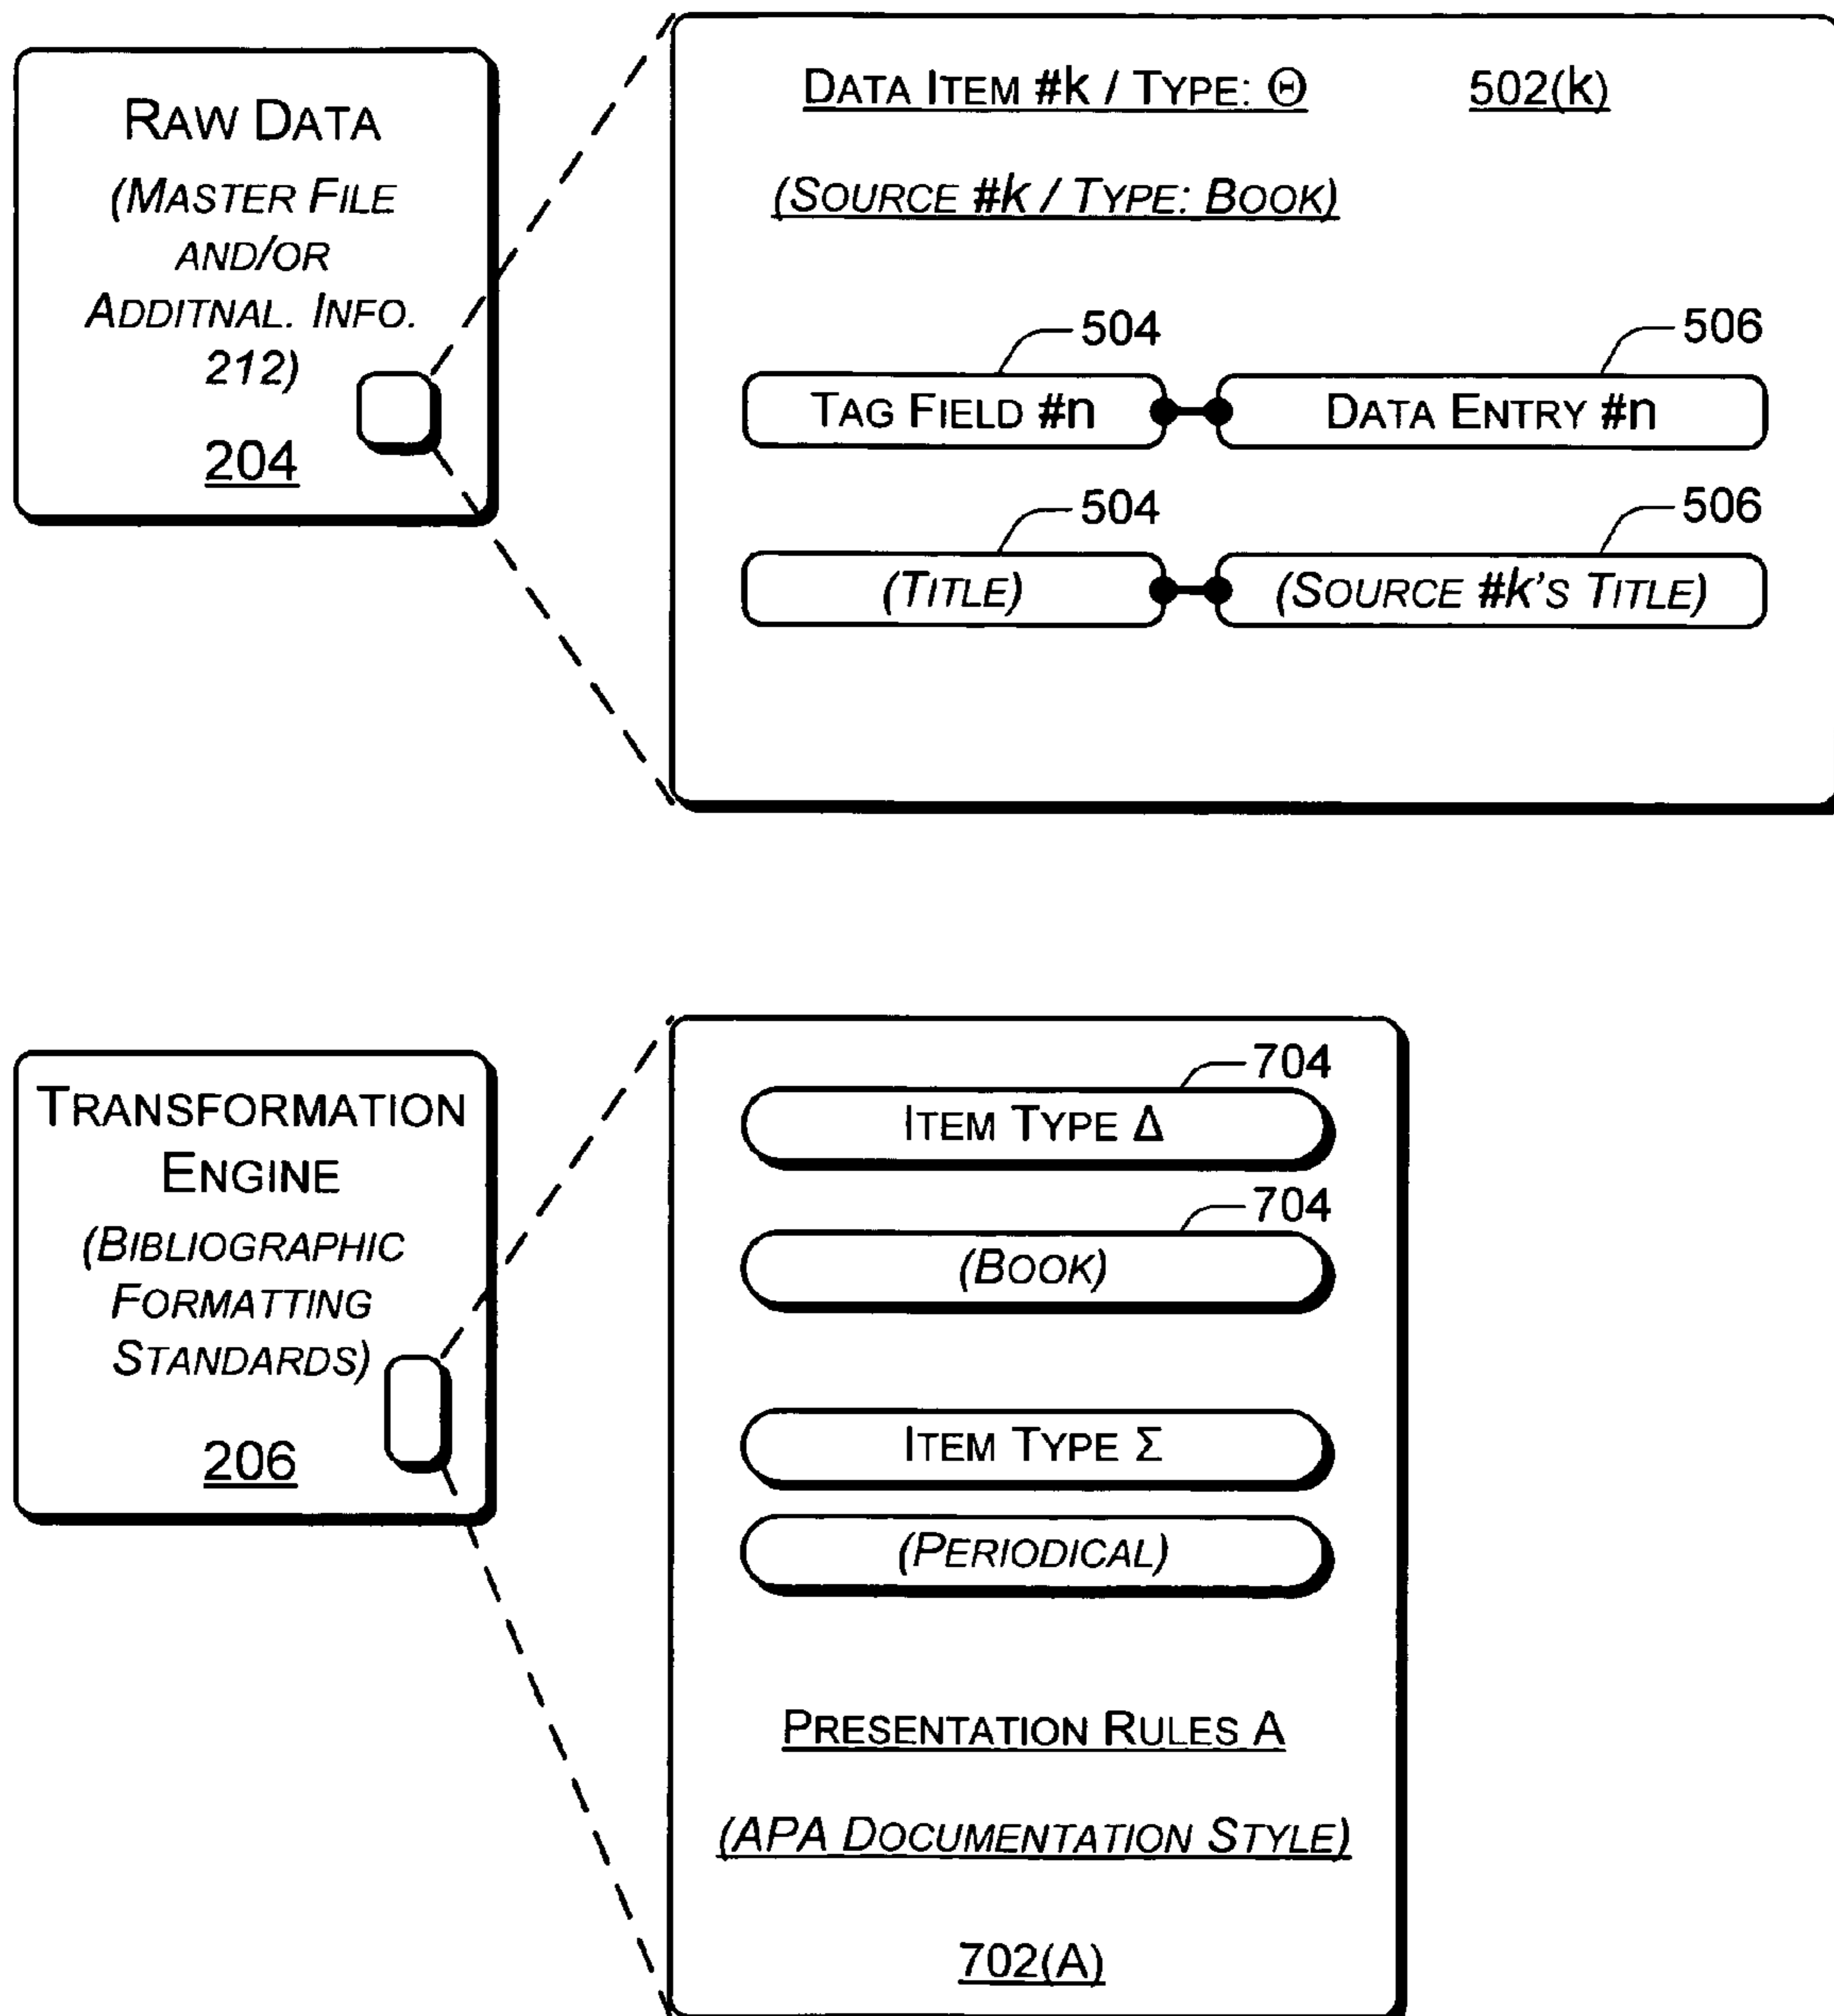 RAW DATA
(MASTER FILE
AND/OR
ADDITNAL. INFO.
212)
204
DATA ITEM #k / TYPE: Θ 502(k)
(SOURCE #k / TYPE: BOOK)
504 506
TAG FIELD #n DATA ENTRY #n
504 506
(TITLE) (SOURCE #k'S TITLE)
TRANSFORMATION
ENGINE
(BIBLIOGRAPHIC
FORMATTING
STANDARDS)
206
704
ITEM TYPE Δ
704
(BOOK)
ITEM TYPE Σ
(PERIODICAL)
PRESENTATION RULES A
(APA DOCUMENTATION STYLE)
702(A)